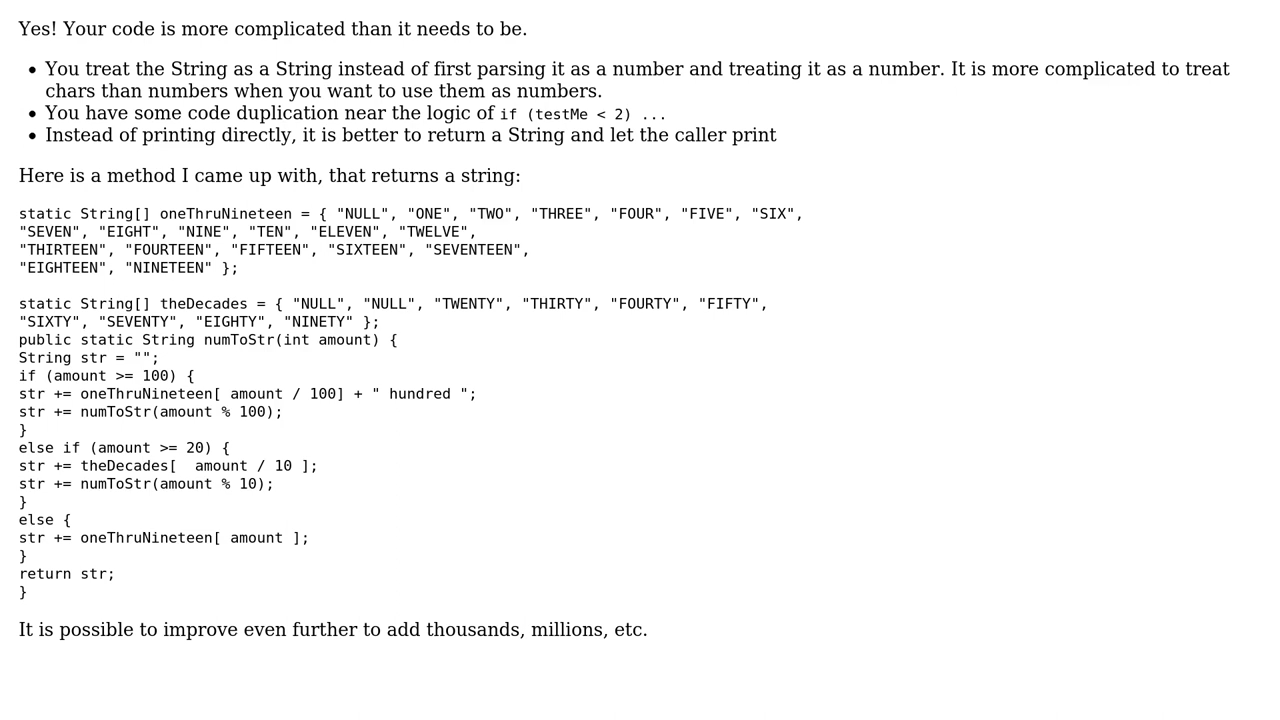 Yes! Your code is more complicated than it needs to be.
• You treat the String as a String instead of first parsing it as a number and treating it as a number. It is more complicated to treat
chars than numbers when you want to use them as numbers.
• You have some code duplication near the logic of if (testMe < 2) ...
• Instead of printing directly, it is better to return a String and let the caller print
Here is a method I came up with, that returns a string:
static String[] oneThruNineteen = { "NULL", "ONE", "TWO", "THREE", "FOUR", "FIVE", "SIX",
"SEVEN", "EIGHT", "NINE", "TEN", "ELEVEN", "TWELVE",
"THIRTEEN", "FOURTEEN", "FIFTEEN", "SIXTEEN", "SEVENTEEN",
"EIGHTEEN", "NINETEEN" };
static String[] theDecades = { "NULL", "NULL", "TWENTY", "THIRTY", "FOURTY", "FIFTY",
"SIXTY", "SEVENTY", "EIGHTY", "NINETY" };
public static String numToStr(int amount) {
String str = "";
if (amount >= 100) {
str += oneThruNineteen[ amount / 100] + " hundred ";
str += numToStr(amount % 100);
}
else if (amount >= 20) {
str += theDecades[  amount / 10 ];
str += numToStr(amount % 10);
}
else {
str += oneThruNineteen[ amount ];
}
return str;
}
It is possible to improve even further to add thousands, millions, etc.